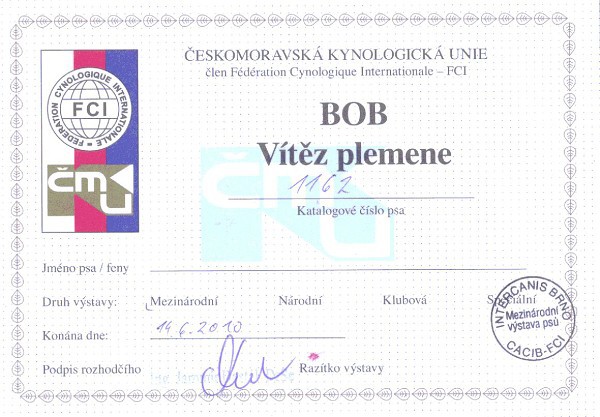 ČESKOMORAVSKÁ KYNOLOGICKÁ UNIE
člen Fédération Cynologique Internationale – FCI
FEDERATION CYNOLOGIQUE INTERNATIONALE
FCI
ČMKU
BOB
Vítěz plemene
1162
Katalogové číslo psa
Jméno psa / feny
Druh výstavy: Mezinárodní Národní Klubová Speciální
Konána dne: 14.6.2010
INTERCANIS BRNO
Mezinárodní
výstava psů
CACIB-FCI
Podpis rozhodčího Razítko výstavy